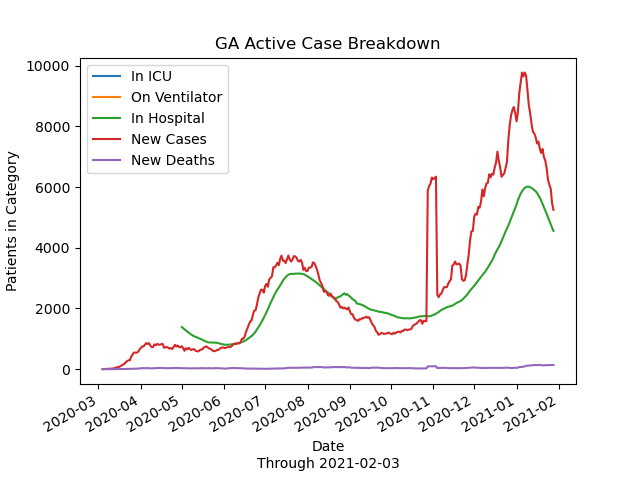 GA Active Case Breakdown
In ICU
On Ventilator
In Hospital
New Cases
New Deaths
Patients in Category
10000
8000
6000
4000
2000
0
2020-03
2020-04
2020-05
2020-06
2020-07
2020-08
2020-09
2020-10
2020-11
2020-12
2021-01
2021-02
Date
Through 2021-02-03